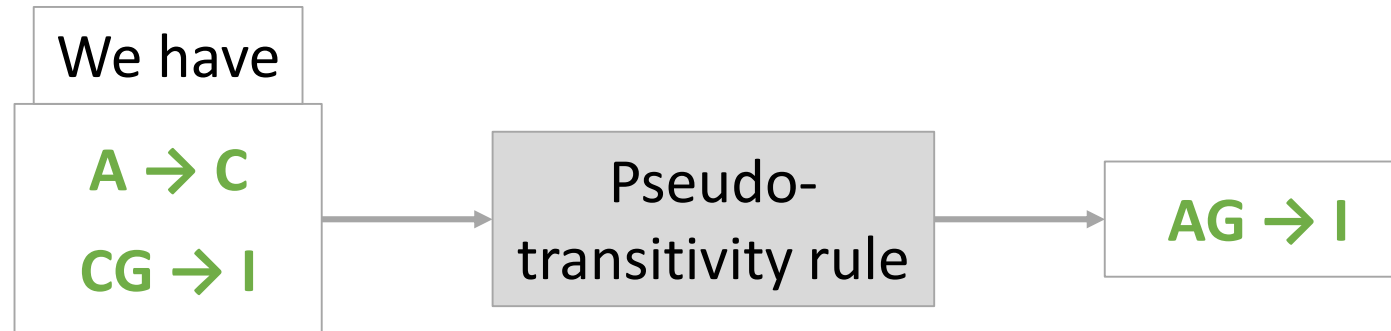 We have
A → C
CG → I
Pseudo-
transitivity rule
AG → I